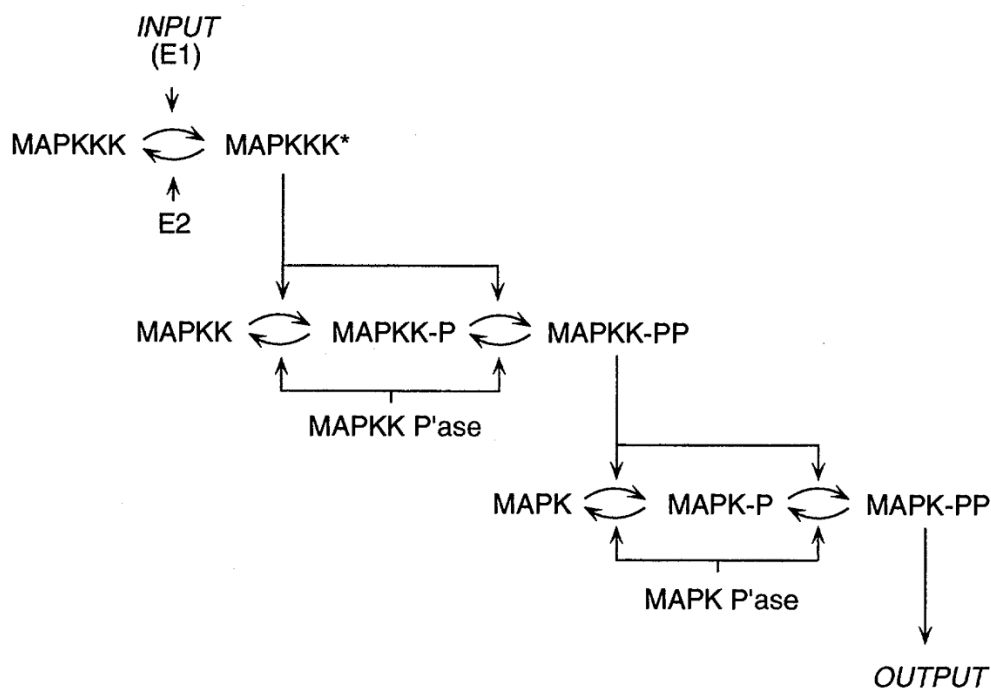 INPUT
(E1)
MAPKKK
MAPKKK*
E2
MAPKK
MAPKK-P
MAPKK-PP
MAPKK P'ase
MAPK
MAPK-P
MAPK-PP
MAPK P'ase
OUTPUT